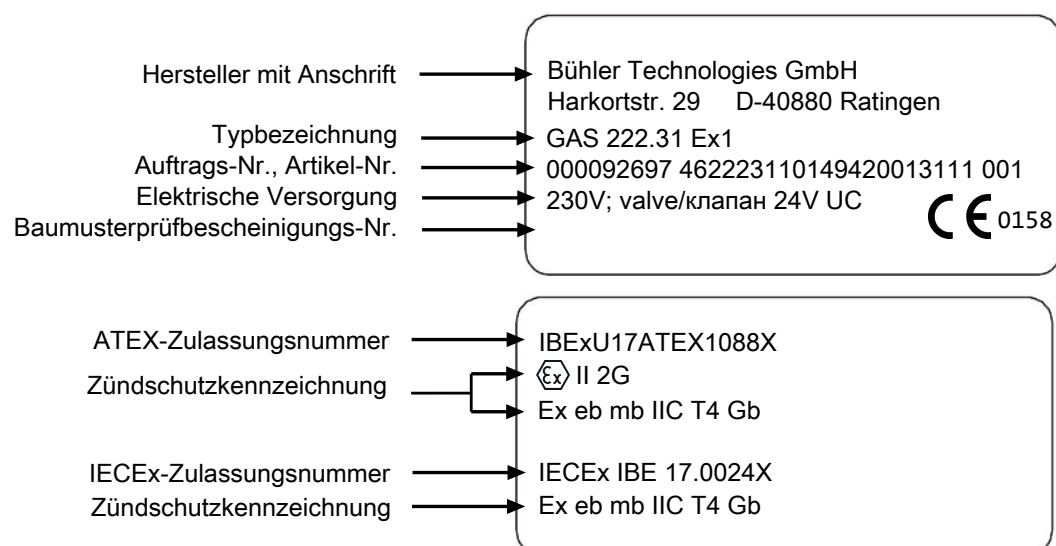 Hersteller mit Anschrift Bühler Technologies GmbH
Harkortstr. 29 D-40880 Ratingen
Typbezeichnung GAS 222.31 Ex1
Auftrags-Nr., Artikel-Nr. 000092697 462223110149420013111 001
Elektrische Versorgung 230V; valve/клапан 24V UC
Baumusterprüfbescheinigungs-Nr. CE 0158
ATEX-Zulassungsnummer IBExU17ATEX1088X
Zündschutzkennzeichnung Ex II 2G
Ex eb mb IIC T4 Gb
IECEx-Zulassungsnummer IECEx IBE 17.0024X
Zündschutzkennzeichnung Ex eb mb IIC T4 Gb